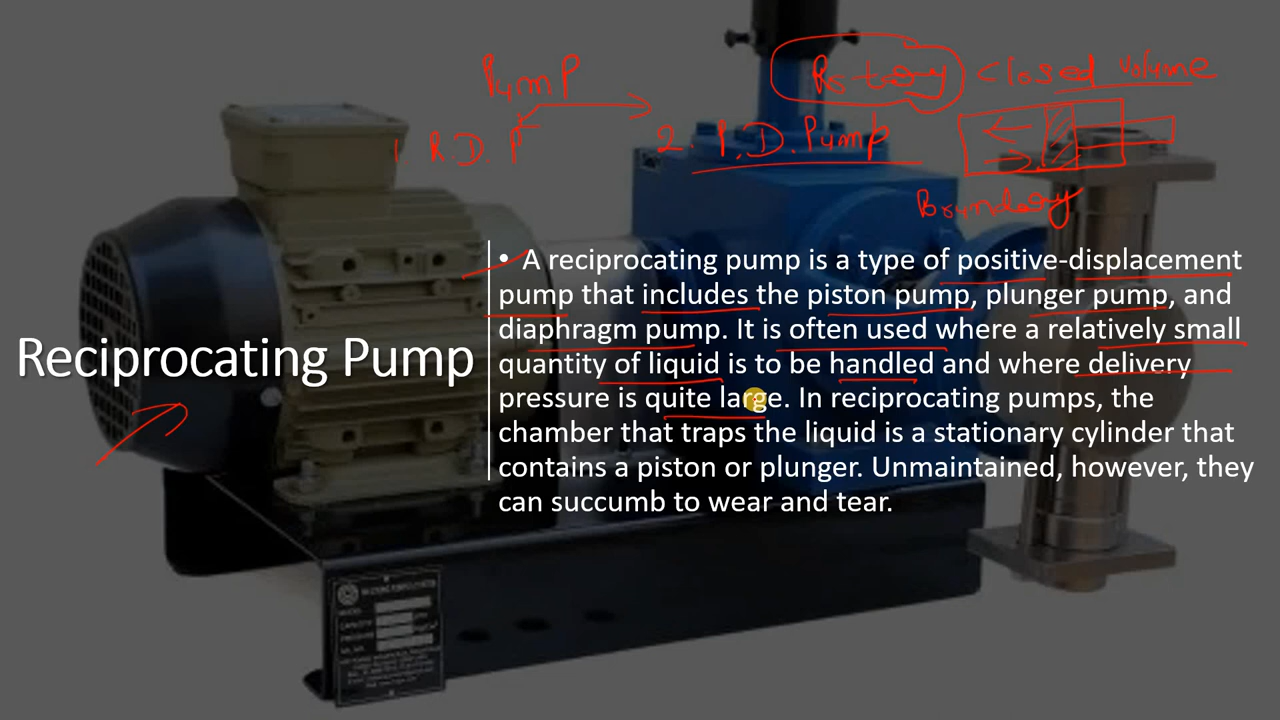 Rotary closed volume
Pump
1. R.D. P
2. P.D. Pump
Boundary
Reciprocating Pump
• A reciprocating pump is a type of positive-displacement
pump that includes the piston pump, plunger pump, and
diaphragm pump. It is often used where a relatively small
quantity of liquid is to be handled and where delivery
pressure is quite large. In reciprocating pumps, the
chamber that traps the liquid is a stationary cylinder that
contains a piston or plunger. Unmaintained, however, they
can succumb to wear and tear.